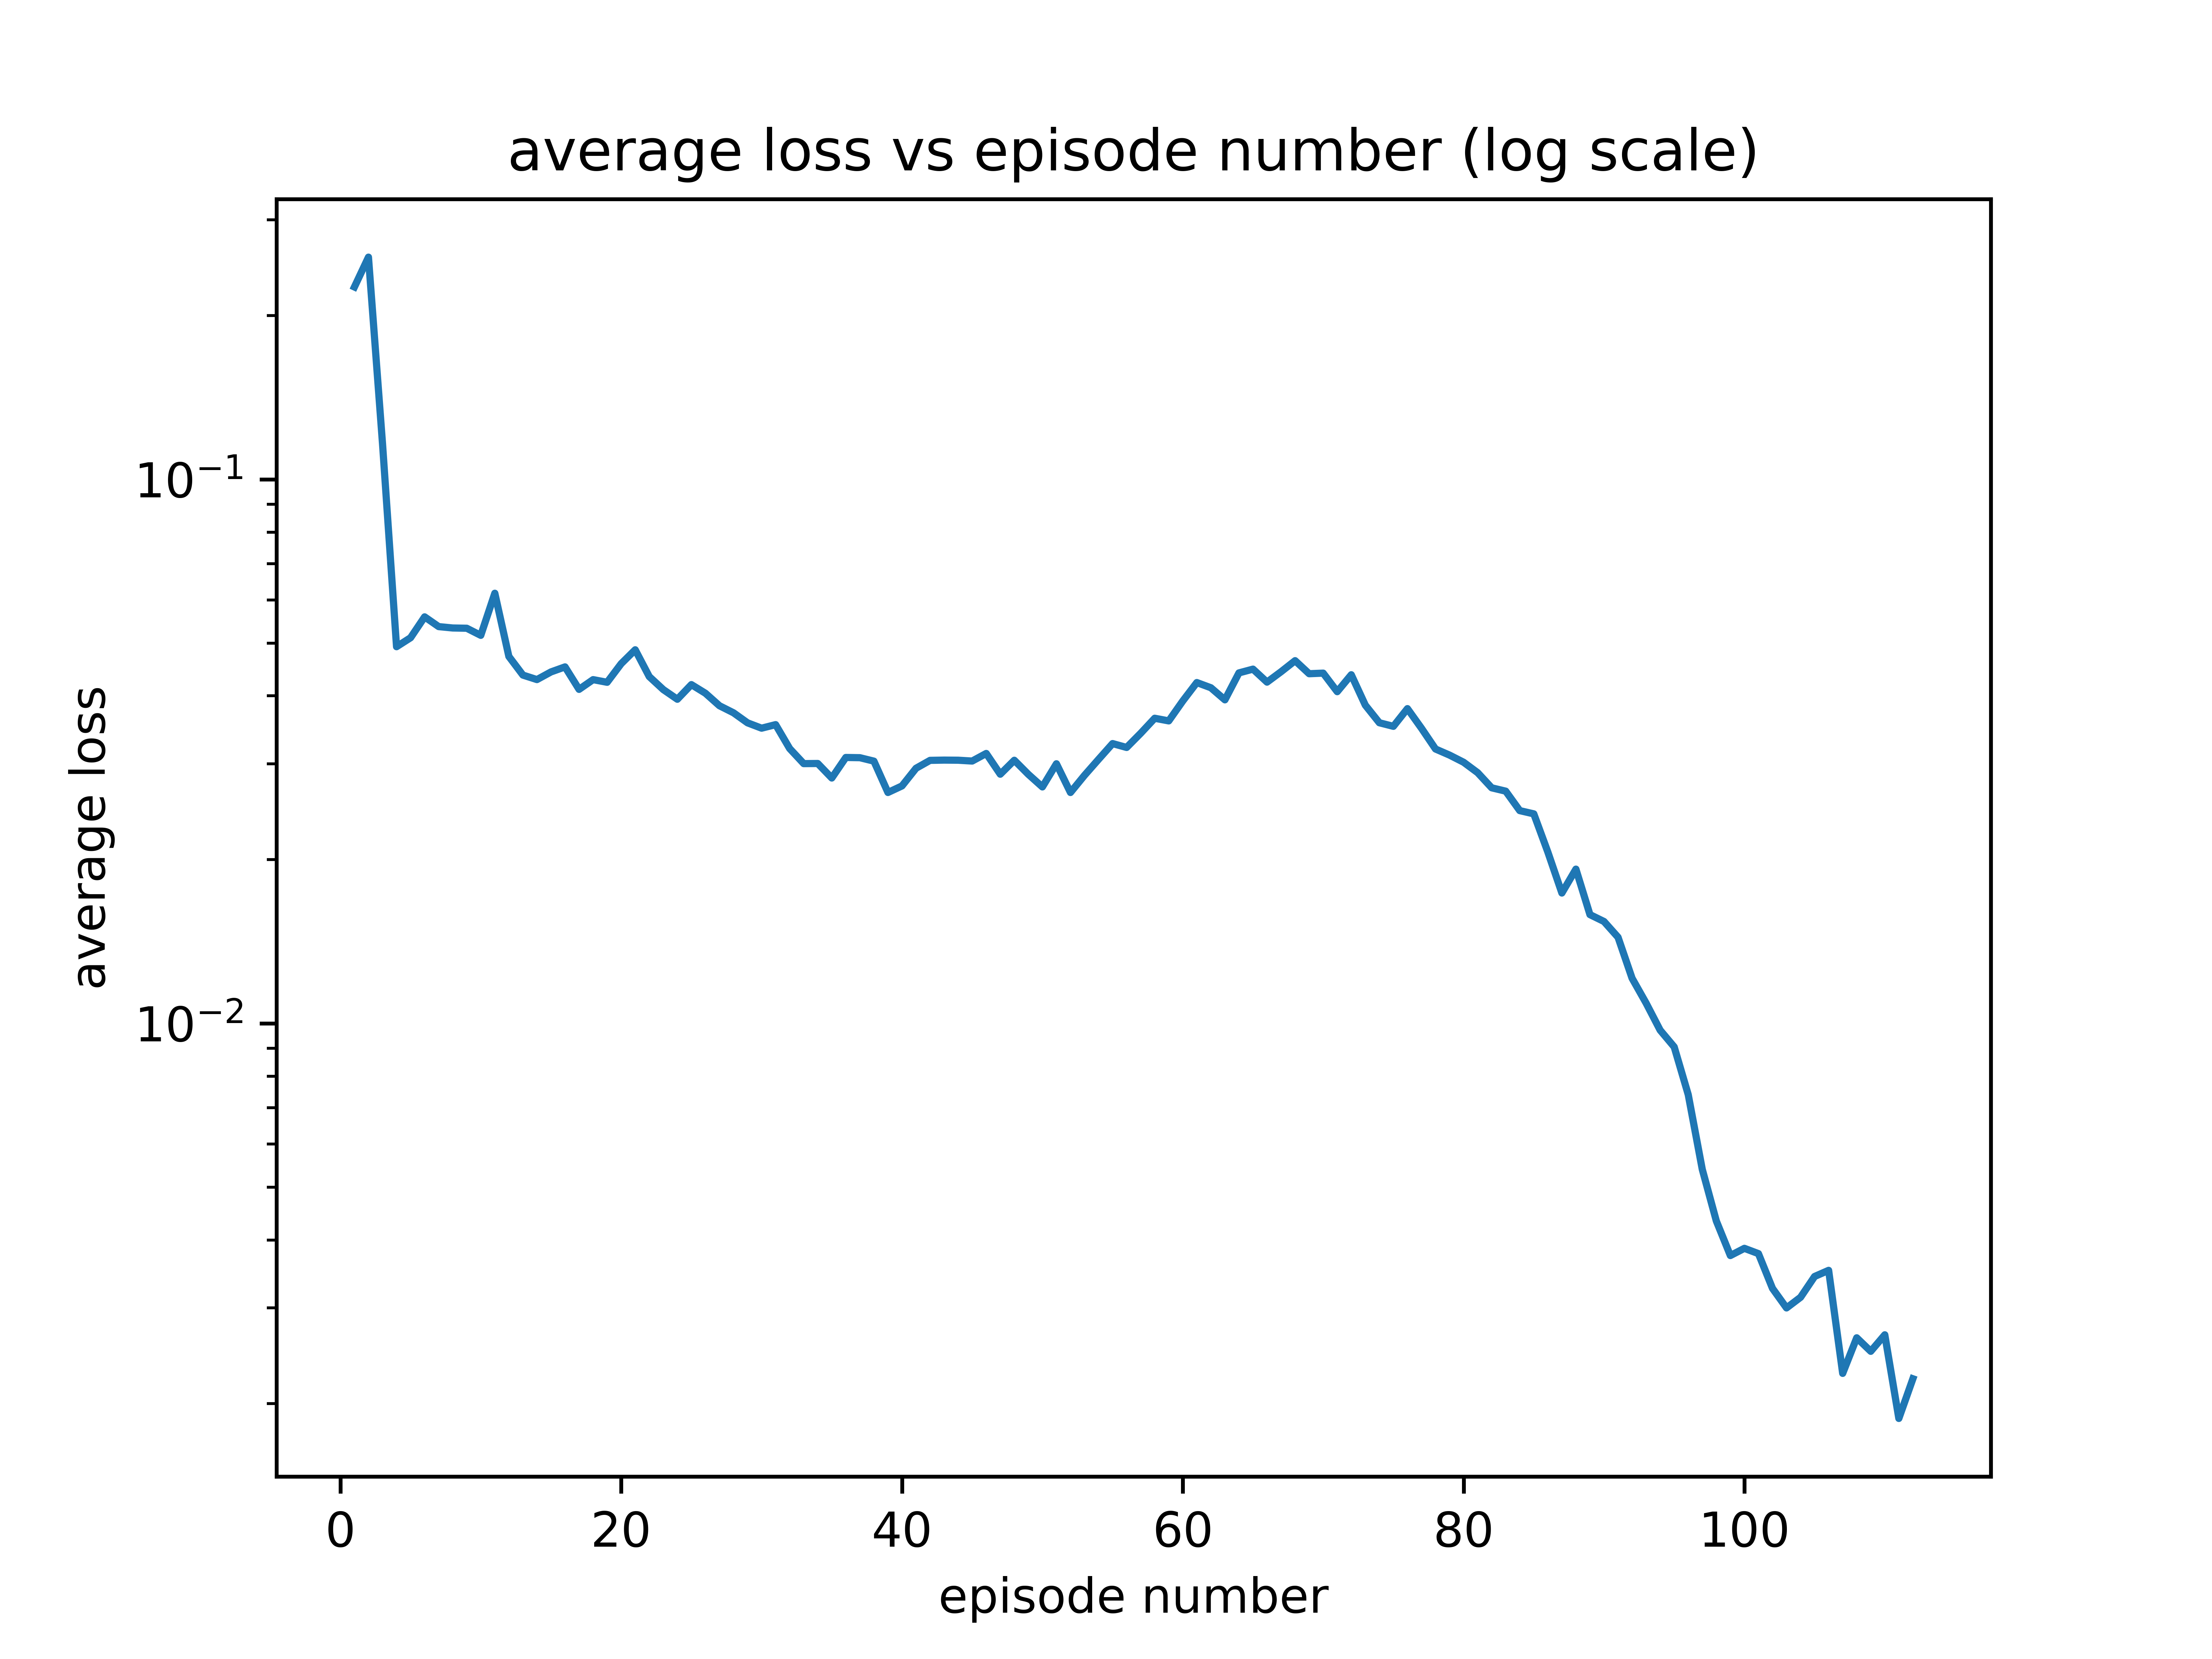 average loss vs episode number (log scale)
average loss
10⁻¹
10⁻²
0 20 40 60 80 100
episode number